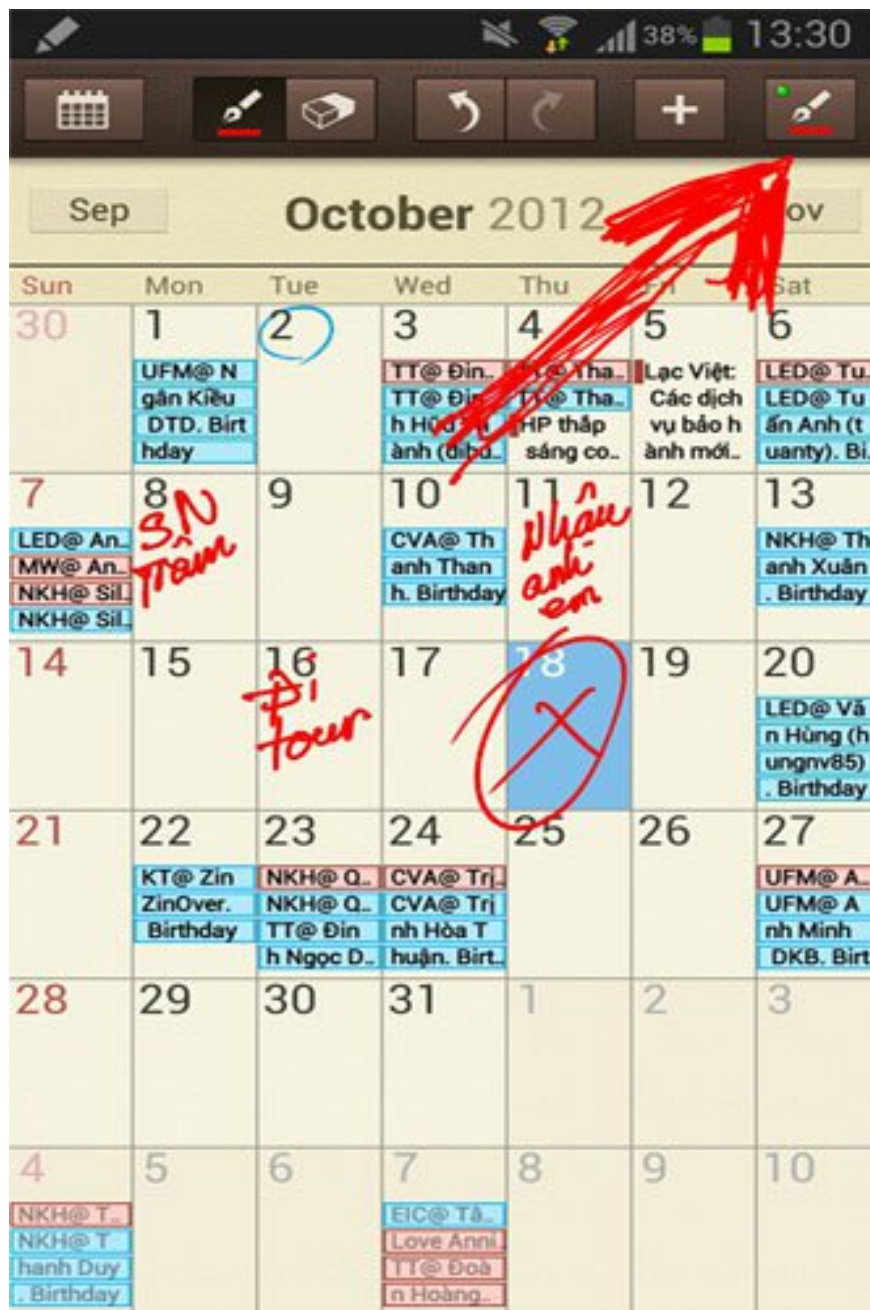 38% 13:30
Sep October 2012 ov
Sun Mon Tue Wed Thu Sat
30 1 2 3 4 5 6
UFM@ N
gân Kiều
DTD. Birt
hday
TT@ Đin..
TT@ Đin
h Hữu
ành (dibu..
Tha..
TT@ Tha..
HP thắp
sáng co..
Lạc Việt:
Các dịch
vụ bảo h
ành mới..
LED@ Tu..
LED@ Tu
ấn Anh (t
uanty). Bi..
7 8 9 10 11 12 13
LED@ An..
MW@ An..
NKH@ Sil..
NKH@ Sil..
SN
Trâm
CVA@ Th
anh Than
h. Birthday
Nhậu
anh
em
NKH@ Th
anh Xuân
. Birthday
14 15 16 17 18 19 20
Đi
tour
X
LED@ Vă
n Hùng (h
ungnv85)
. Birthday
21 22 23 24 25 26 27
KT@ Zin
ZinOver.
Birthday
NKH@ Q..
NKH@ Q..
TT@ Đin
h Ngọc D..
CVA@ Trị..
CVA@ Trị
nh Hòa T
huận. Birt..
UFM@ A..
UFM@ A
nh Minh
DKB. Birt
28 29 30 31 1 2 3
4 5 6 7 8 9 10
NKH@ T..
NKH@ T
hanh Duy
. Birthday
EIC@ Tâ..
Love Anni..
TT@ Đoà
n Hoàng..